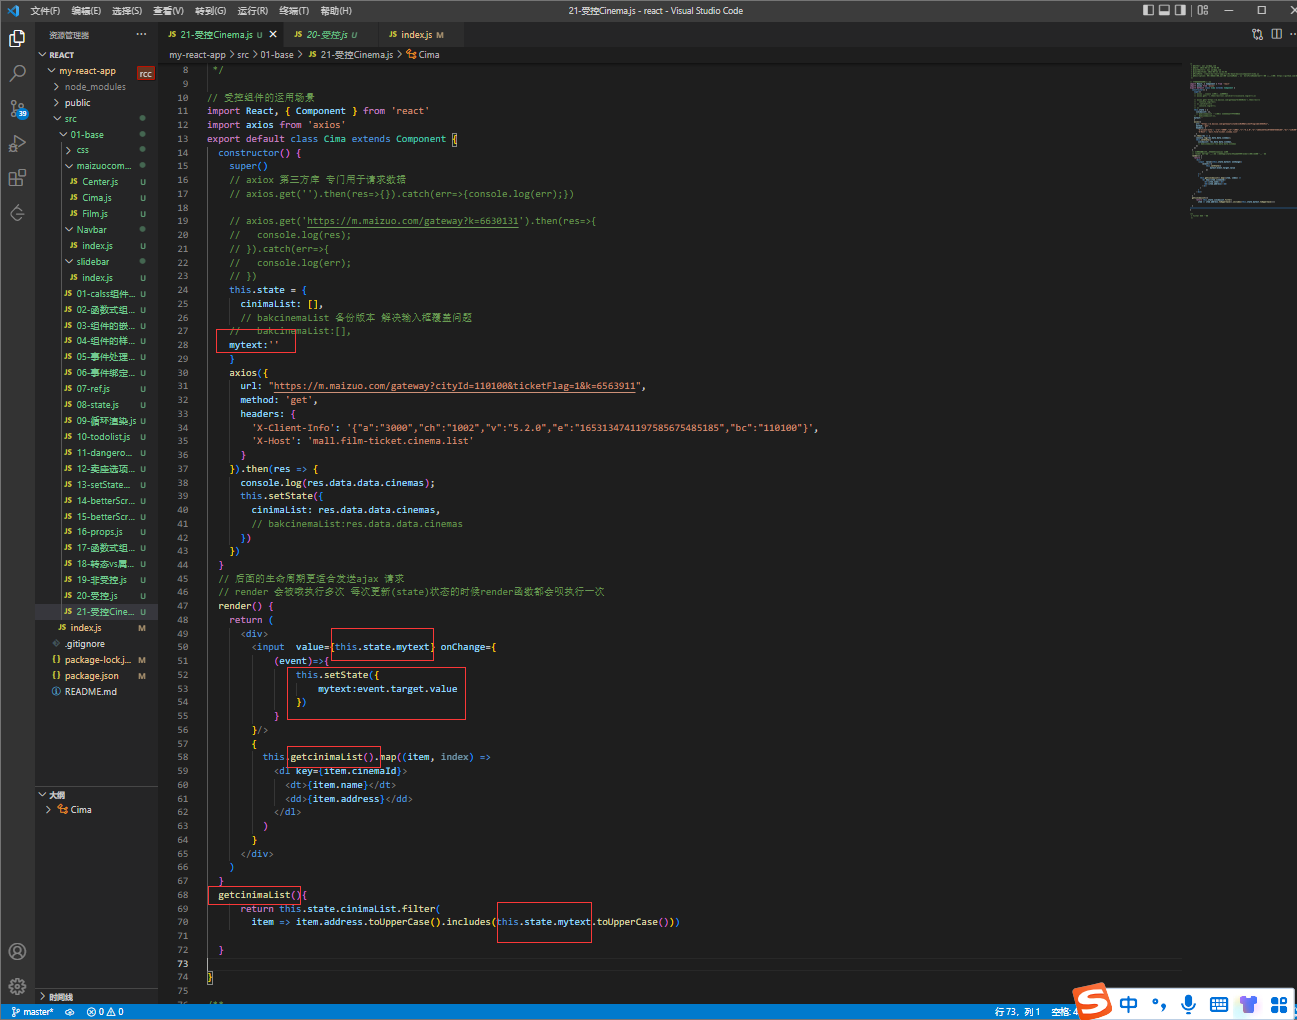 文件(F) 编辑(E) 选择(S) 查看(V) 转到(G) 运行(R) 终端(T) 帮助(H)
21-受控Cinema.js - react - Visual Studio Code
资源管理器 ···
REACT
my-react-app
rcc
node_modules
public
src
01-base
css
maizuocom...
Center.js U
Cima.js U
Film.js U
Navbar
index.js U
slidebar
index.js U
01-calss组件... U
02-函数式组... U
03-组件的嵌... U
04-组件的样... U
05-事件处理... U
06-事件绑定... U
07-ref.js U
08-state.js U
09-循环渲染.js U
10-todolist.js U
11-dangero... U
12-卖座选项... U
13-setState... U
14-betterScr... U
15-betterScr... U
16-props.js U
17-函数式组... U
18-转态vs属... U
19-非受控.js U
20-受控.js U
21-受控Cine... U
index.js M
.gitignore
package-lock.j... M
package.json M
README.md
39
大纲
Cima
时间线
21-受控Cinema.js U
20-受控.js U
index.js M
my-react-app > src > 01-base > JS 21-受控Cinema.js > Cima
8 */
9
10 // 受控组件的运用场景
11 import React, { Component } from 'react'
12 import axios from 'axios'
13 export default class Cima extends Component {
14 constructor() {
15 super()
16 // axiox 第三方库 专门用于请求数据
17 // axios.get('').then(res=>{}).catch(err=>{console.log(err);})
18
19 // axios.get('https://m.maizuo.com/gateway?k=6630131').then(res=>{
20 // console.log(res);
21 // }).catch(err=>{
22 // console.log(err);
23 // })
24 this.state = {
25 cinimaList: [],
26 // bakcinemaList 备份版本 解决输入框覆盖问题
27 // bakcinemaList:[],
28 mytext:''
29 }
30 axios({
31 url: "https://m.maizuo.com/gateway?cityId=110100&ticketFlag=1&k=6563911",
32 method: 'get',
33 headers: {
34 'X-Client-Info': '{"a":"3000","ch":"1002","v":"5.2.0","e":"1653134741197585675485185","bc":"110100"}',
35 'X-Host': 'mall.film-ticket.cinema.list'
36 }
37 }).then(res => {
38 console.log(res.data.data.cinemas);
39 this.setState({
40 cinimaList: res.data.data.cinemas,
41 // bakcinemaList:res.data.data.cinemas
42 })
43 })
44 }
45 // 后面的生命周期更适合发送ajax 请求
46 // render 会被哦执行多次 每次更新(state)状态的时候render函数都会呗执行一次
47 render() {
48 return (
49 <div>
50 <input value={this.state.mytext} onChange={
51 (event)=>{
52 this.setState({
53 mytext:event.target.value
54 })
55 }
56 }/>
57 {
58 this.getcinimaList().map((item, index) =>
59 <dl key={item.cinemaId}>
60 <dt>{item.name}</dt>
61 <dd>{item.address}</dd>
62 </dl>
63 )
64 }
65 </div>
66 )
67 }
68 getcinimaList(){
69 return this.state.cinimaList.filter(
70 item => item.address.toUpperCase().includes(this.state.mytext.toUpperCase()))
71
72 }
73
74 }
75
76 /**
master* 0 0
行 73，列 1 空格: 4
S 中